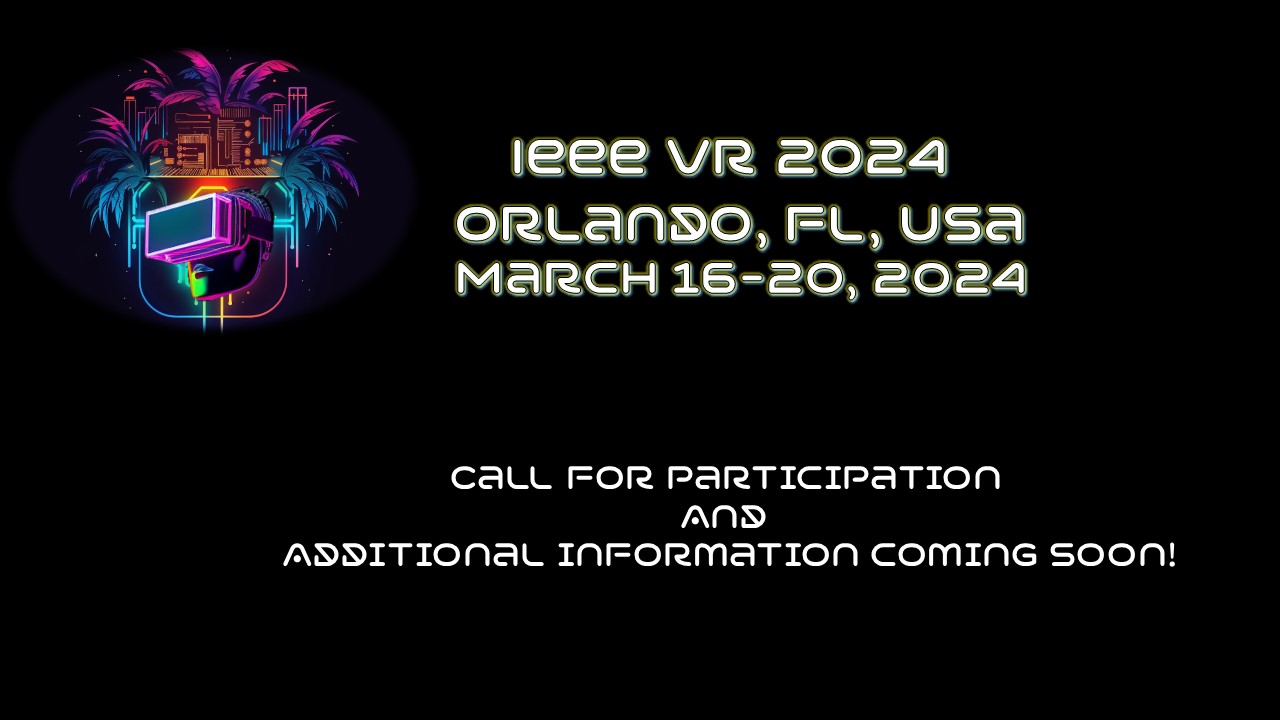 IEEE VR 2024
ORLANDO, FL, USA
MARCH 16-20, 2024
CALL FOR PARTICIPATION
AND
ADDITIONAL INFORMATION COMING SOON!